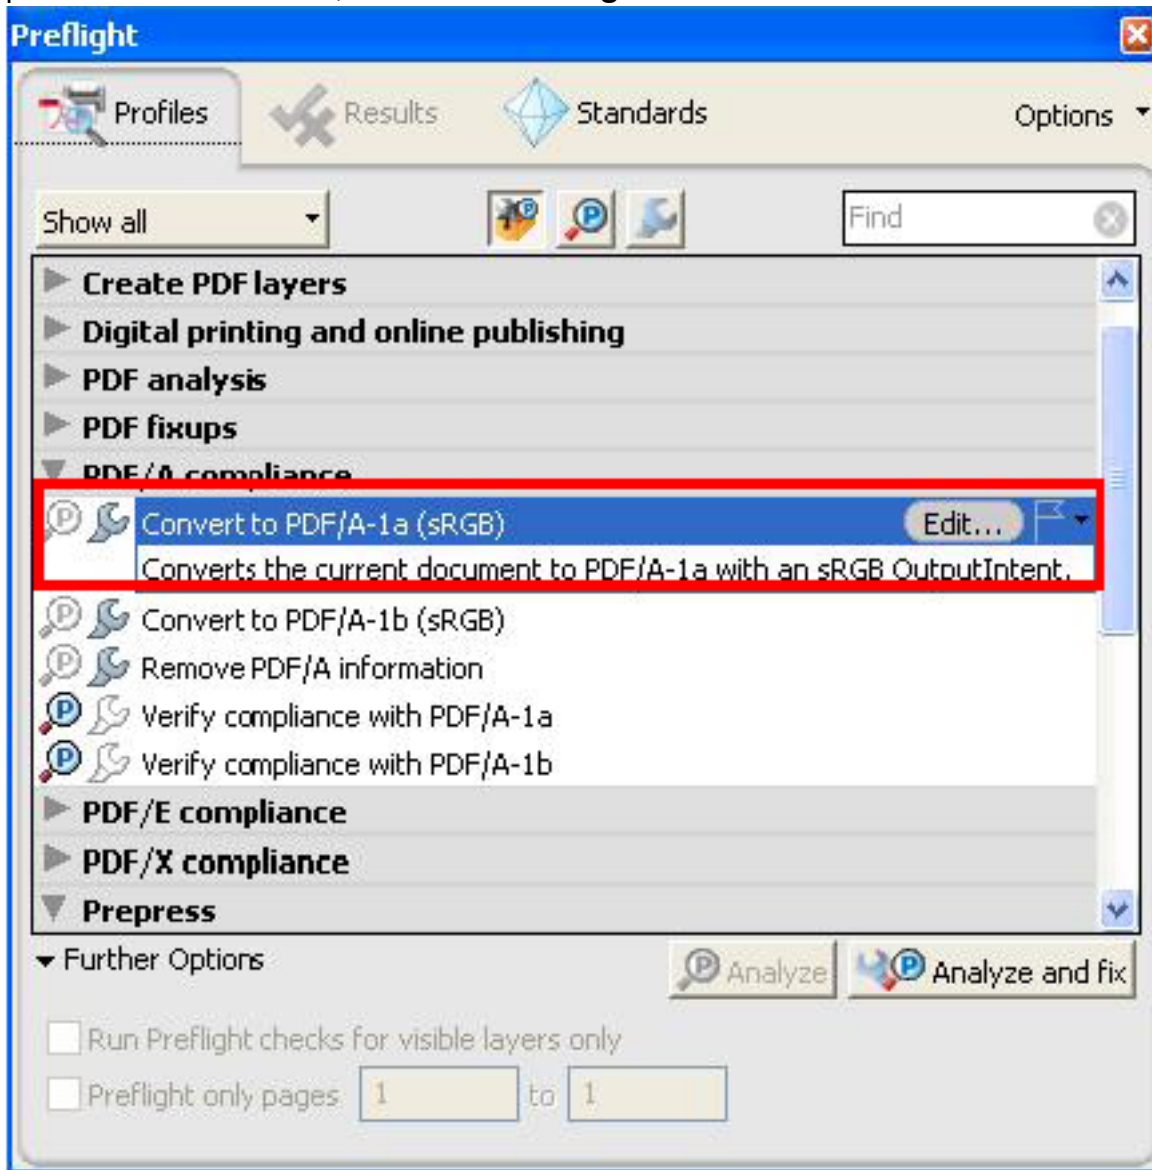 Preflight
Profiles Results Standards Options
Show all Find
Create PDF layers
Digital printing and online publishing
PDF analysis
PDF fixups
PDF/A compliance
Convert to PDF/A-1a (sRGB) Edit...
Converts the current document to PDF/A-1a with an sRGB OutputIntent.
Convert to PDF/A-1b (sRGB)
Remove PDF/A information
Verify compliance with PDF/A-1a
Verify compliance with PDF/A-1b
PDF/E compliance
PDF/X compliance
Prepress
Further Options Analyze Analyze and fix
Run Preflight checks for visible layers only
Preflight only pages 1 to 1